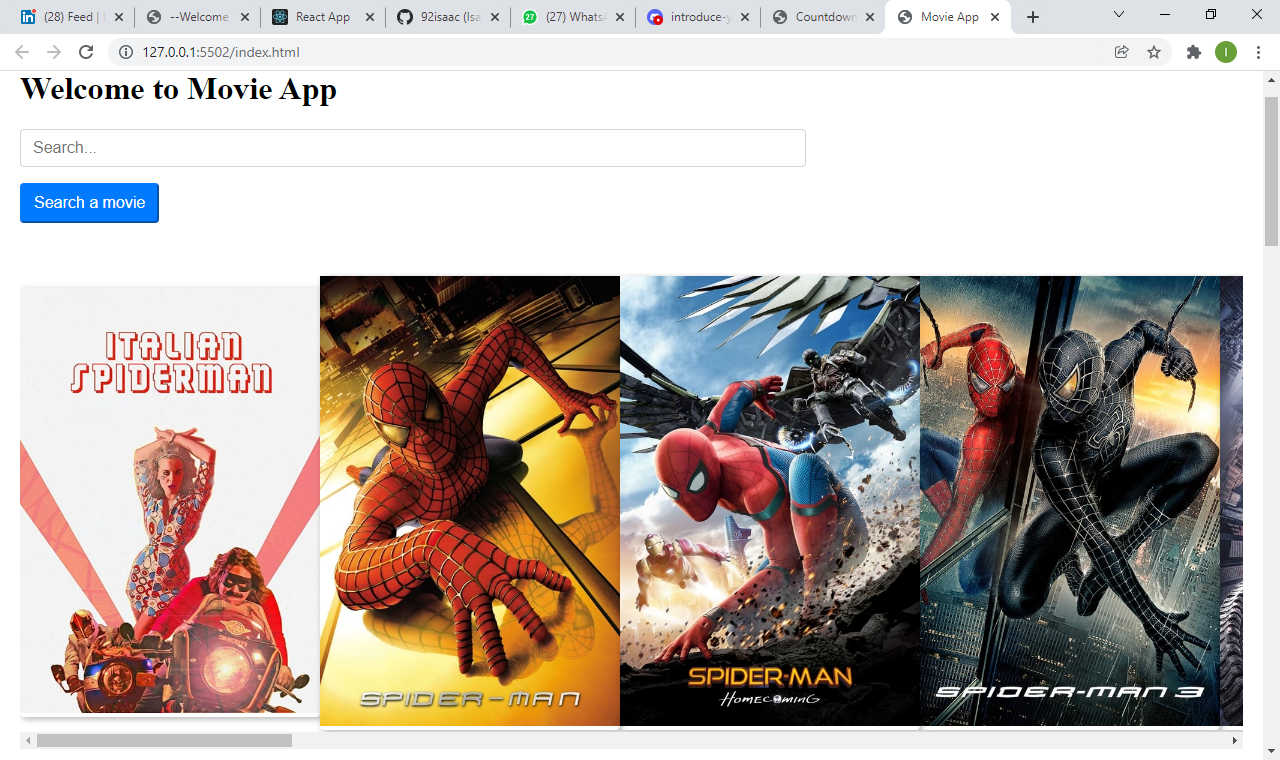 (28) Feed | L
--Welcome
React App
92isaac (Isa
27
(27) WhatsA
introduce-y
Countdown
Movie App
127.0.0.1:5502/index.html
I
Welcome to Movie App
Search...
Search a movie
ITALIAN
SPIDERMAN
SPIDER-MAN
SPIDER-MAN
HOMECOMING
SPIDER-MAN 3